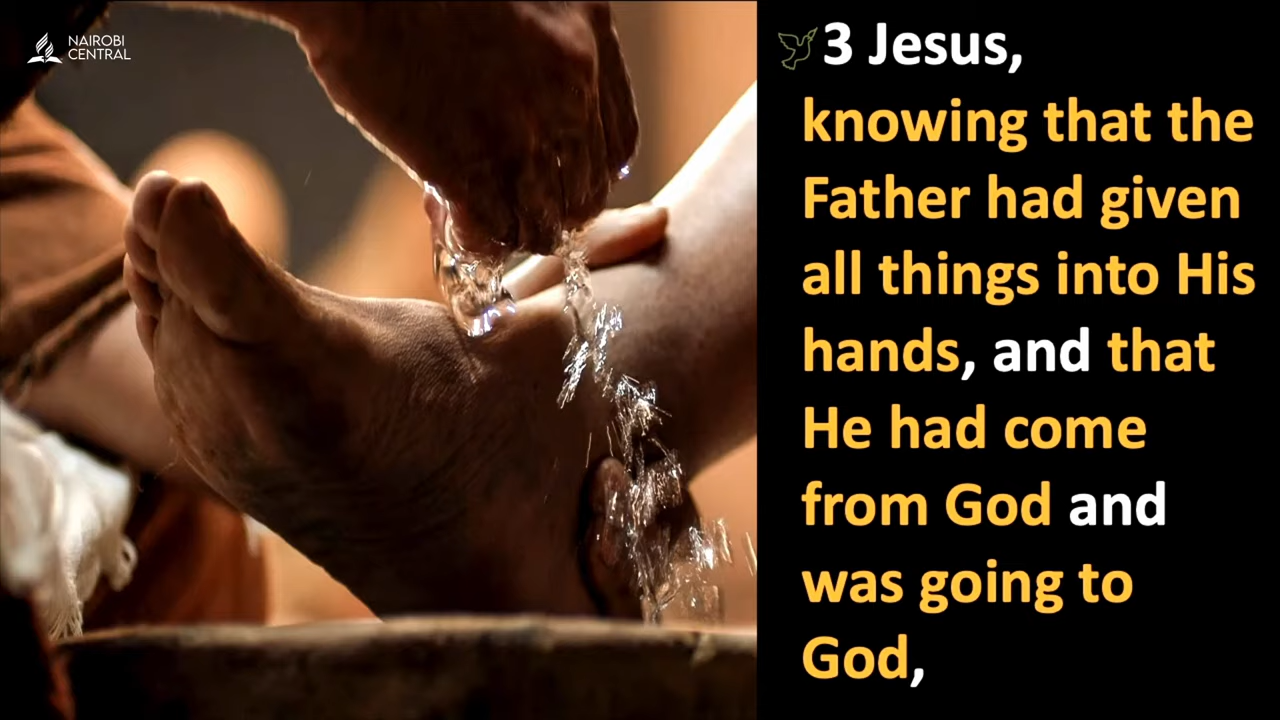 NAIROBI
CENTRAL
3 Jesus,
knowing that the
Father had given
all things into His
hands, and that
He had come
from God and
was going to
God,